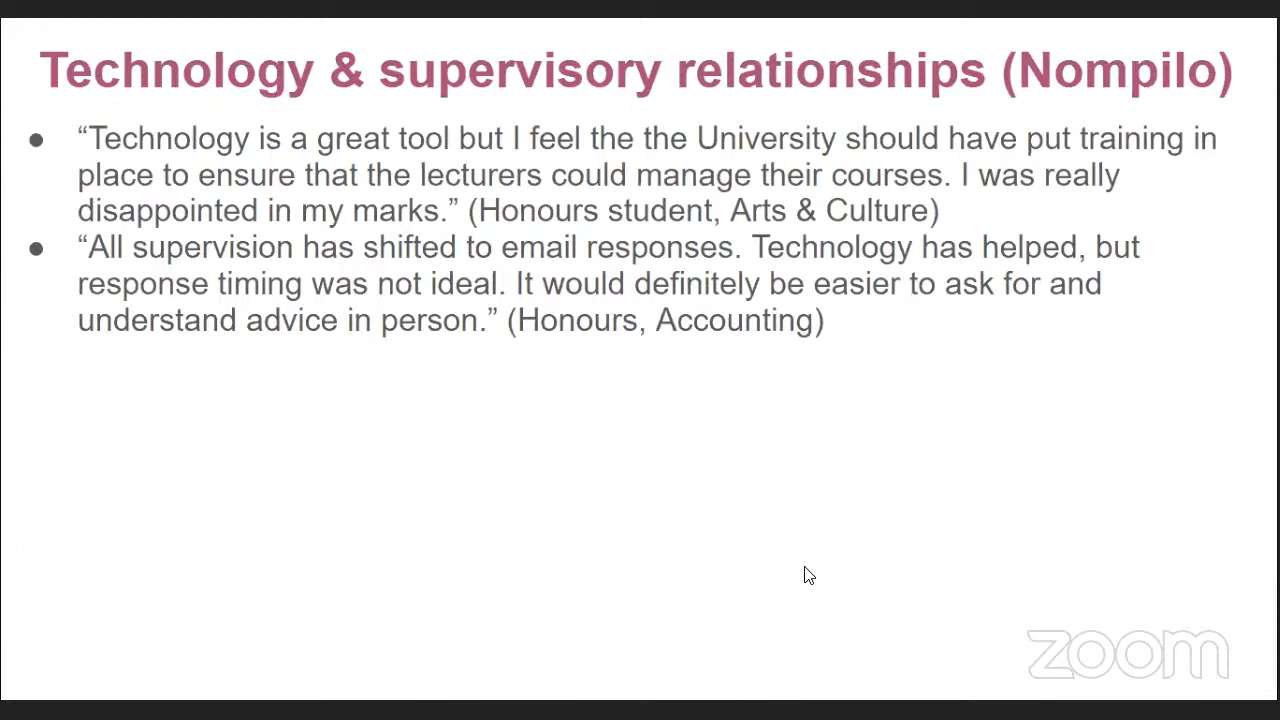 Technology & supervisory relationships (Nompilo)
● “Technology is a great tool but I feel the the University should have put training in
place to ensure that the lecturers could manage their courses. I was really
disappointed in my marks.” (Honours student, Arts & Culture)
● “All supervision has shifted to email responses. Technology has helped, but
response timing was not ideal. It would definitely be easier to ask for and
understand advice in person.” (Honours, Accounting)
zoom